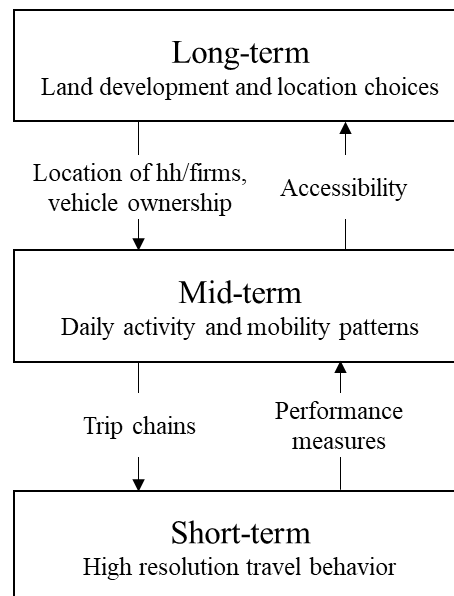 Long-term
Land development and location choices
Location of hh/firms,
vehicle ownership
Accessibility
Mid-term
Daily activity and mobility patterns
Trip chains
Performance
measures
Short-term
High resolution travel behavior